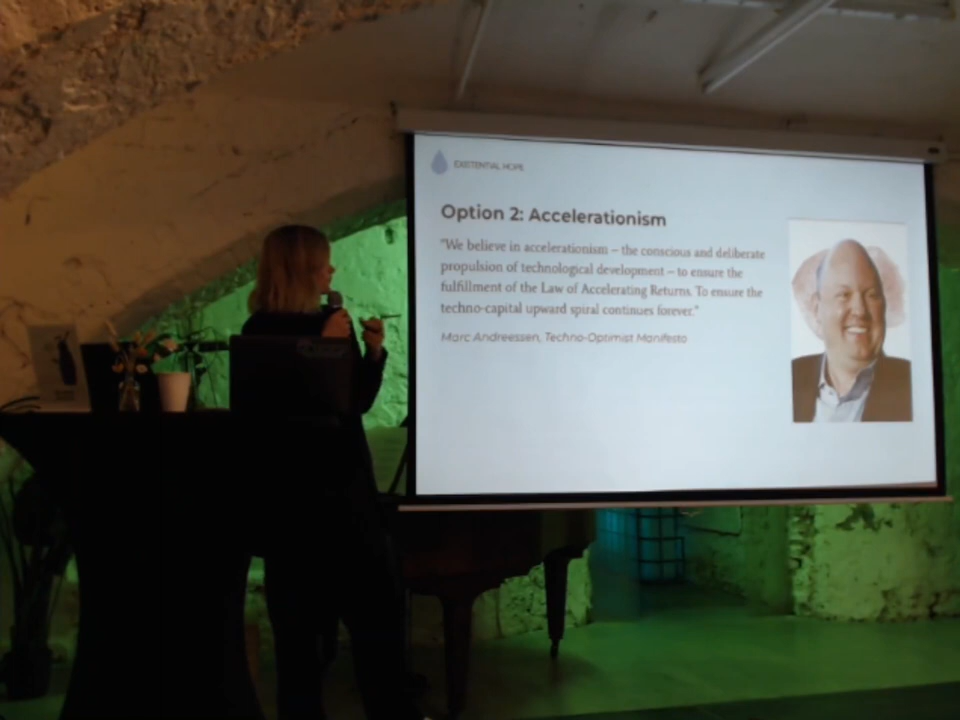 EXISTENTIAL HOPE
Option 2: Accelerationism
"We believe in accelerationism – the conscious and deliberate
propulsion of technological development – to ensure the
fulfillment of the Law of Accelerating Returns. To ensure the
techno-capital upward spiral continues forever."
Marc Andreessen, Techno-Optimist Manifesto